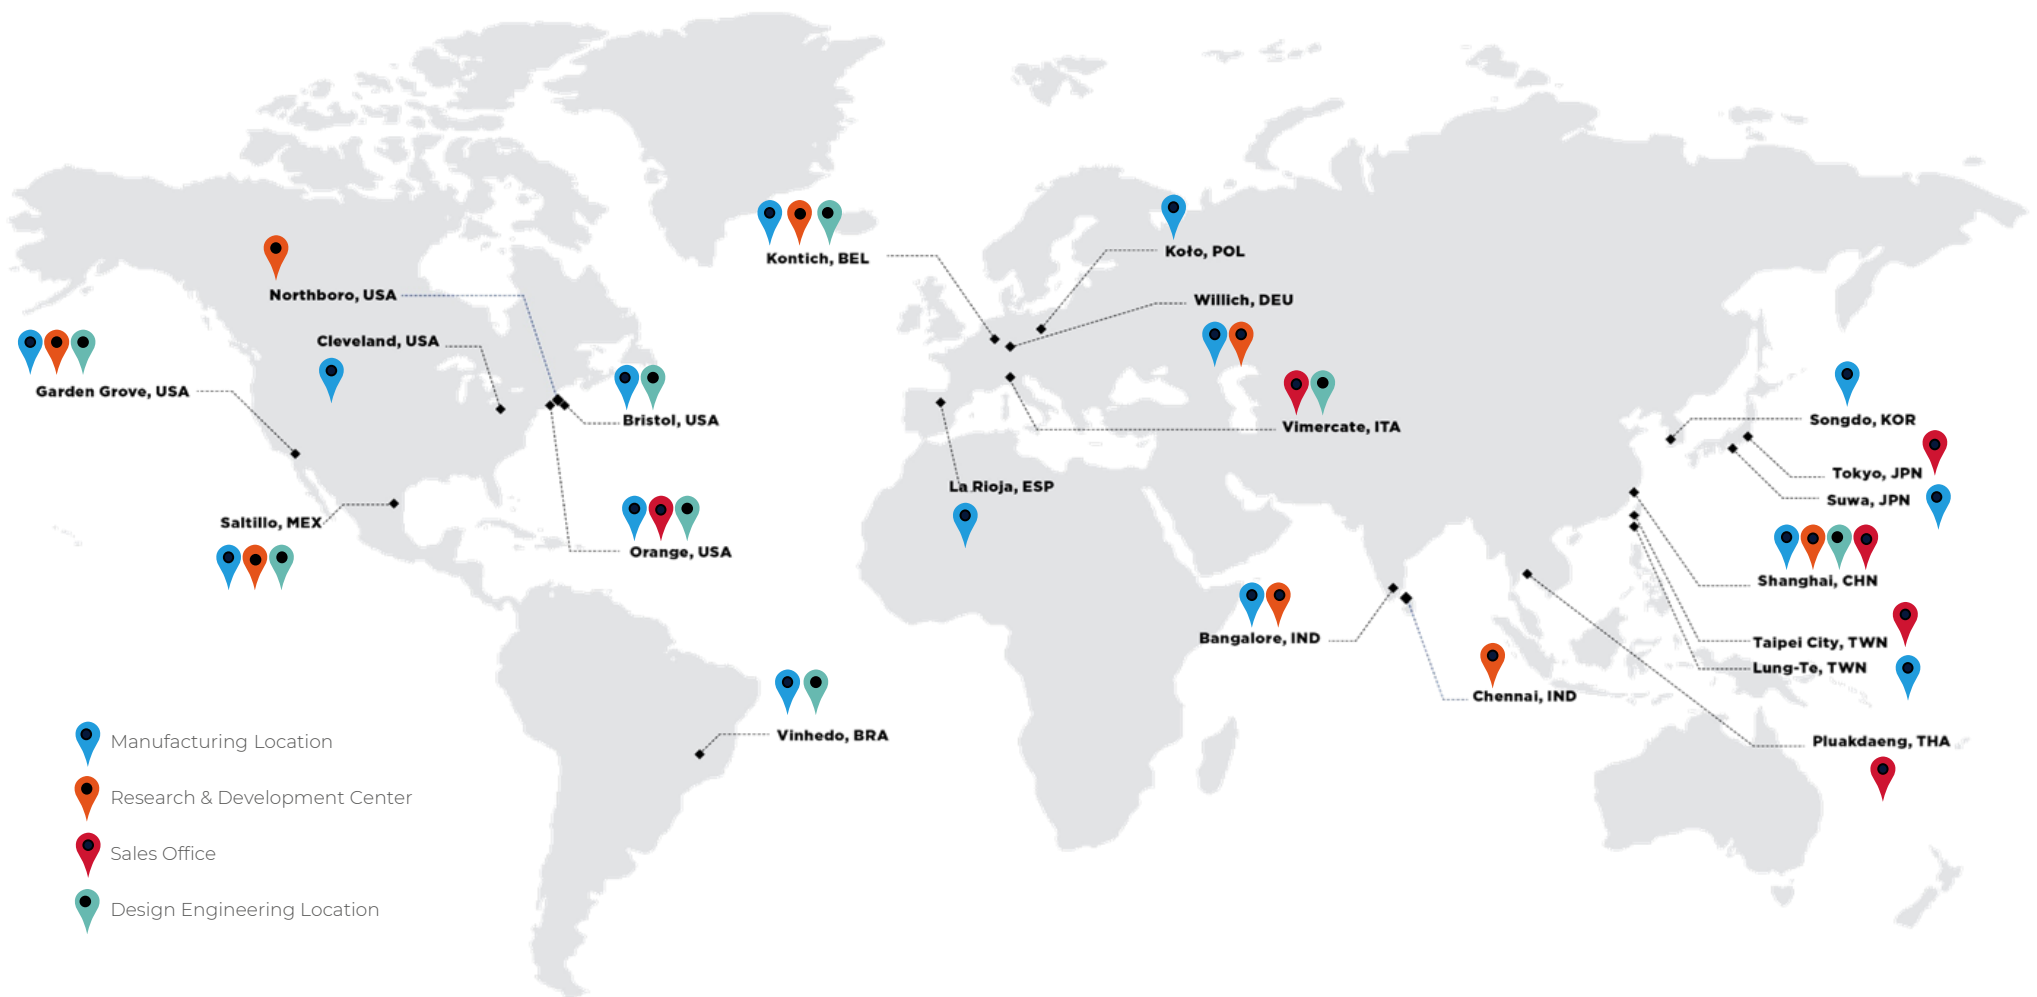 Koło, POL
Kontich, BEL
Northboro, USA
Willich, DEU
Cleveland, USA
Garden Grove, USA
Bristol, USA
Vimercate, ITA
Songdo, KOR
Tokyo, JPN
La Rioja, ESP
Suwa, JPN
Saltillo, MEX
Orange, USA
Shanghai, CHN
Bangalore, IND
Taipei City, TWN
Lung-Te, TWN
Chennai, IND
Vinhedo, BRA
Pluakdaeng, THA
Manufacturing Location
Research & Development Center
Sales Office
Design Engineering Location